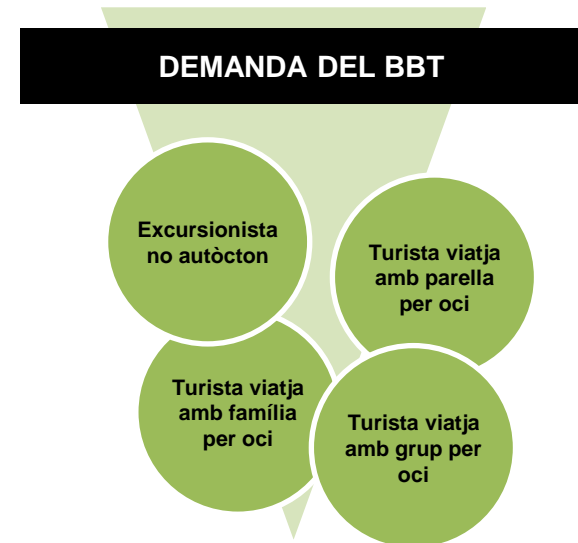 DEMANDA DEL BBT
Excursionista
no autòcton
Turista viatja
amb parella
per oci
Turista viatja
amb família
per oci
Turista viatja
amb grup per
oci